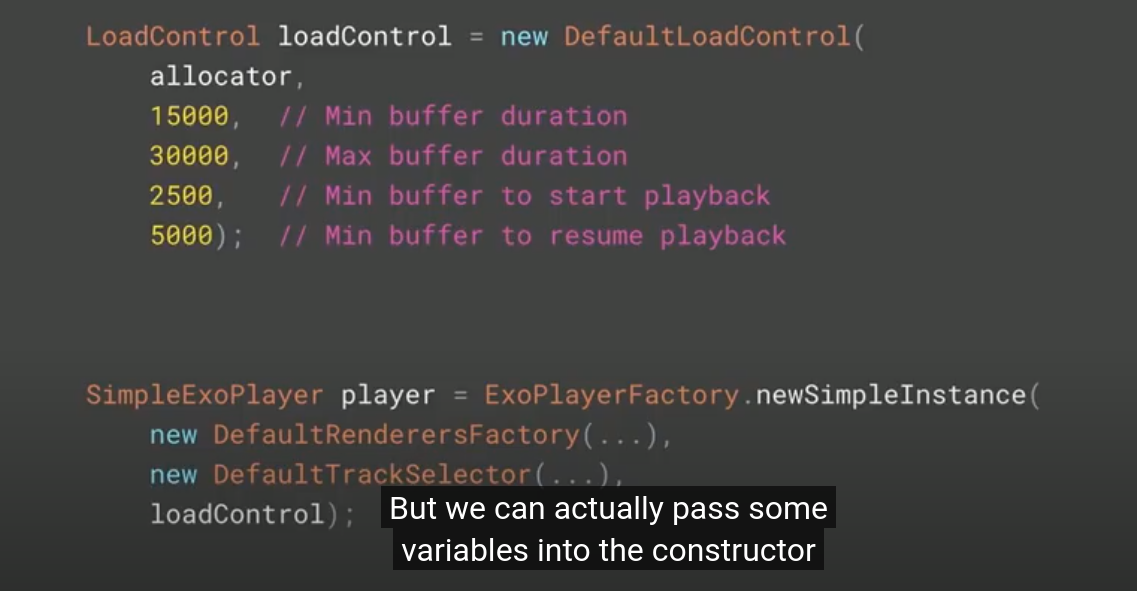 LoadControl loadControl = new DefaultLoadControl(
allocator,
15000, // Min buffer duration
30000, // Max buffer duration
2500, // Min buffer to start playback
5000); // Min buffer to resume playback
SimpleExoPlayer player = ExoPlayerFactory.newSimpleInstance(
new DefaultRenderersFactory(...),
new DefaultTrackSelector(...),
loadControl);
But we can actually pass some
variables into the constructor